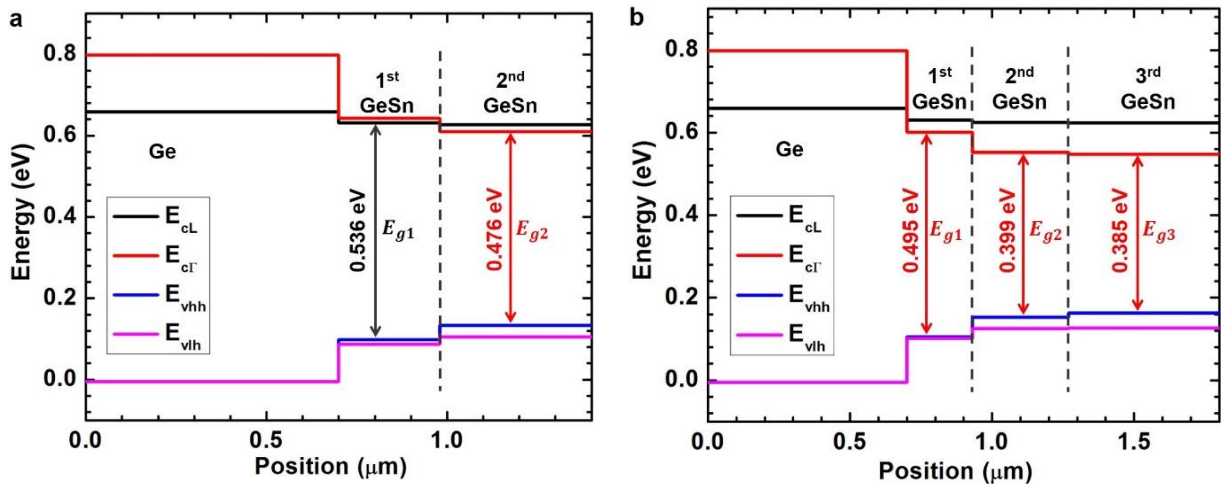 a
Energy (eV)
0.8
0.6
0.4
0.2
0.0
1st
GeSn
2nd
GeSn
Ge
EcL
EcΓ
Evhh
Evlh
0.536 eV
Eg1
0.476 eV
Eg2
0.0
0.5
1.0
Position (μm)
b
Energy (eV)
0.8
0.6
0.4
0.2
0.0
1st
GeSn
2nd
GeSn
3rd
GeSn
Ge
EcL
EcΓ
Evhh
Evlh
0.495 eV
Eg1
0.399 eV
Eg2
0.385 eV
Eg3
0.0
0.5
1.0
1.5
Position (μm)